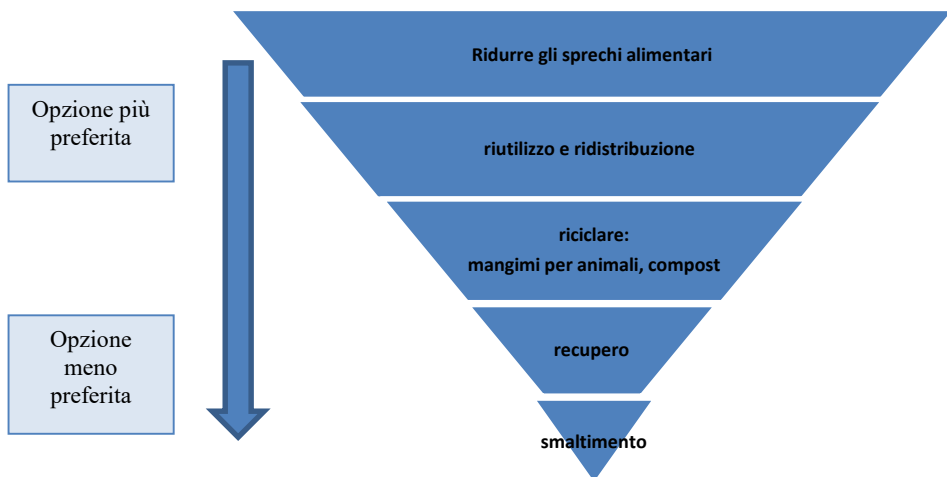 Ridurre gli sprechi alimentari
Opzione più
preferita
riutilizzo e ridistribuzione
riciclare:
mangimi per animali, compost
Opzione
meno
preferita
recupero
smaltimento